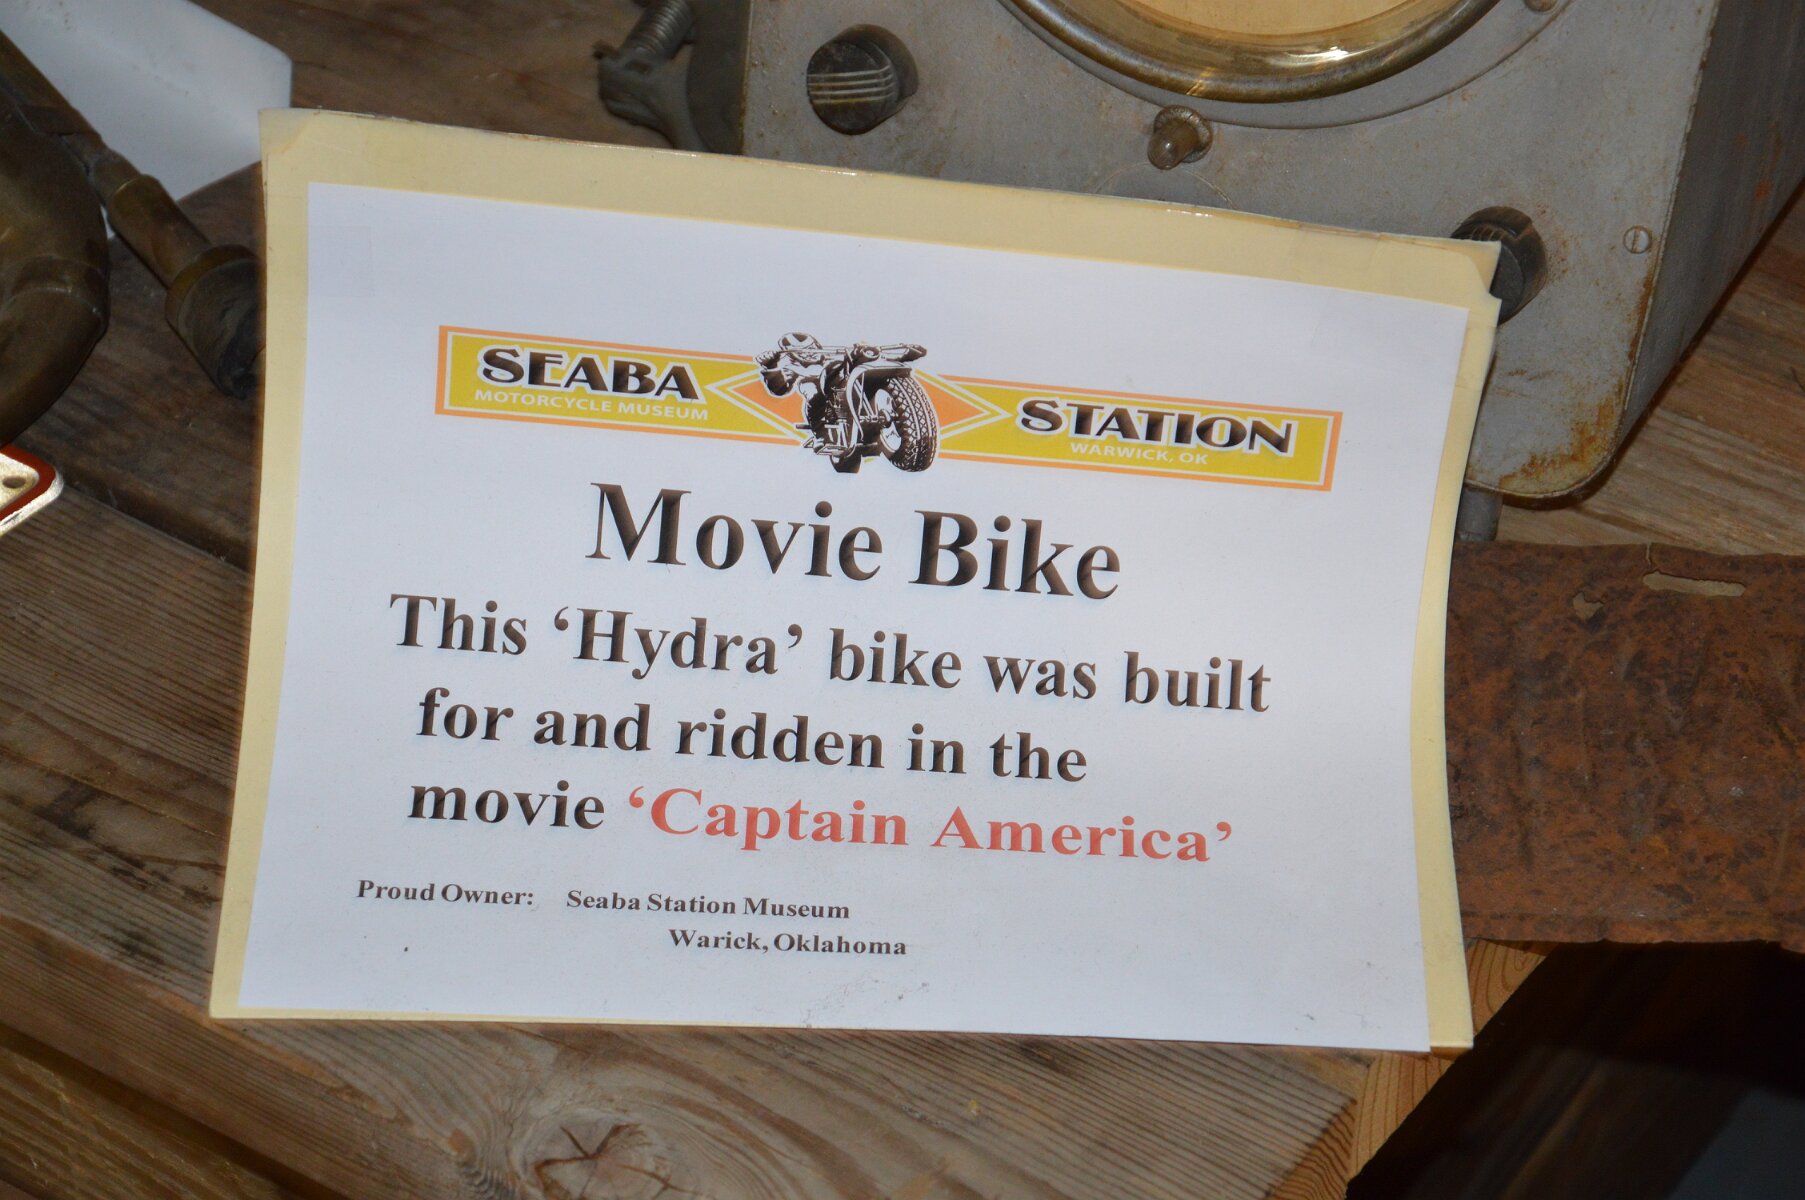 SEABA STATION
MOTORCYCLE MUSEUM WARWICK, OK
Movie Bike
This ‘Hydra’ bike was built
for and ridden in the
movie ‘Captain America’
Proud Owner: Seaba Station Museum
Warick, Oklahoma